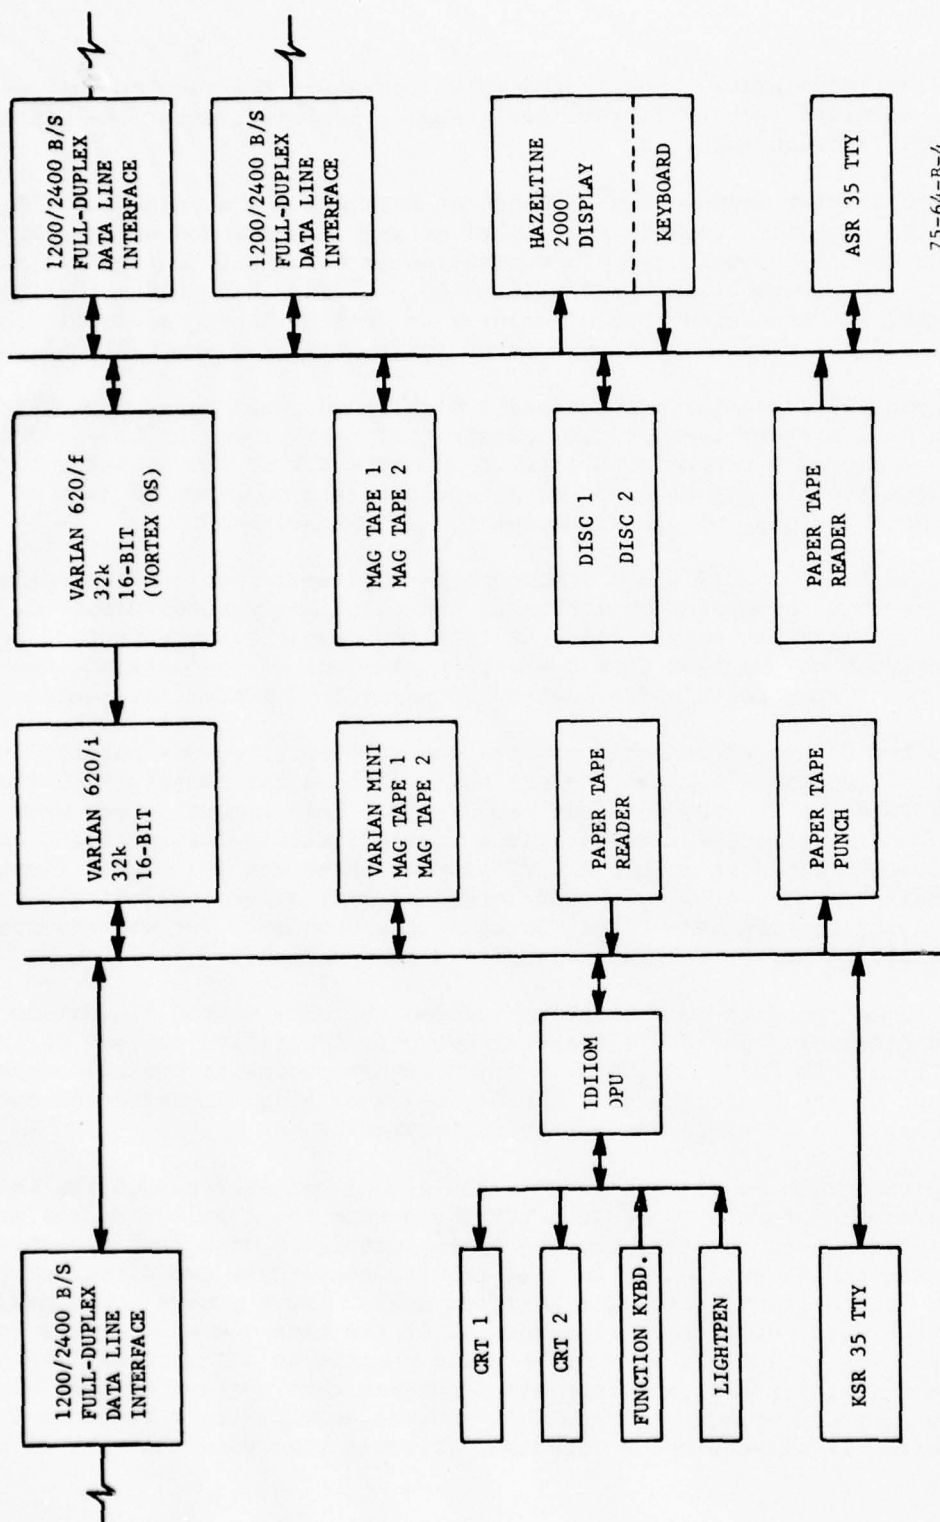 1200/2400 B/S
FULL-DUPLEX
DATA LINE
INTERFACE
VARIAN 620/i
32k
16-BIT
VARIAN 620/f
32k
16-BIT
(VORTEX OS)
1200/2400 B/S
FULL-DUPLEX
DATA LINE
INTERFACE
VARIAN MINI
MAG TAPE 1
MAG TAPE 2
MAG TAPE 1
MAG TAPE 2
1200/2400 B/S
FULL-DUPLEX
DATA LINE
INTERFACE
CRT 1
CRT 2
FUNCTION KYBD.
LIGHTPEN
IDIIOM
PAPER TAPE
READER
DISC 1
DISC 2
HAZELTINE
2000
DISPLAY
KEYBOARD
KSR 35 TTY
PAPER TAPE
PUNCH
PAPER TAPE
READER
ASR 35 TTY
75-64-B-4